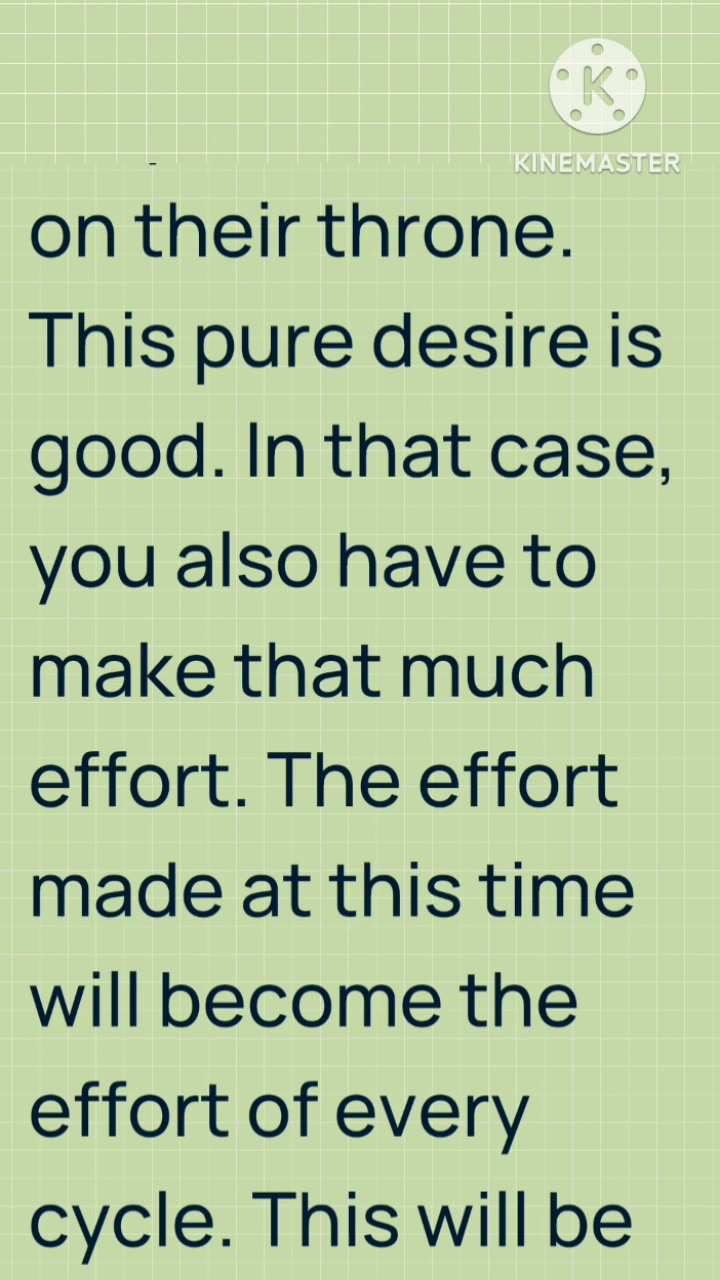 KINEMASTER
on their throne.
This pure desire is
good. In that case,
you also have to
make that much
effort. The effort
made at this time
will become the
effort of every
cycle. This will be